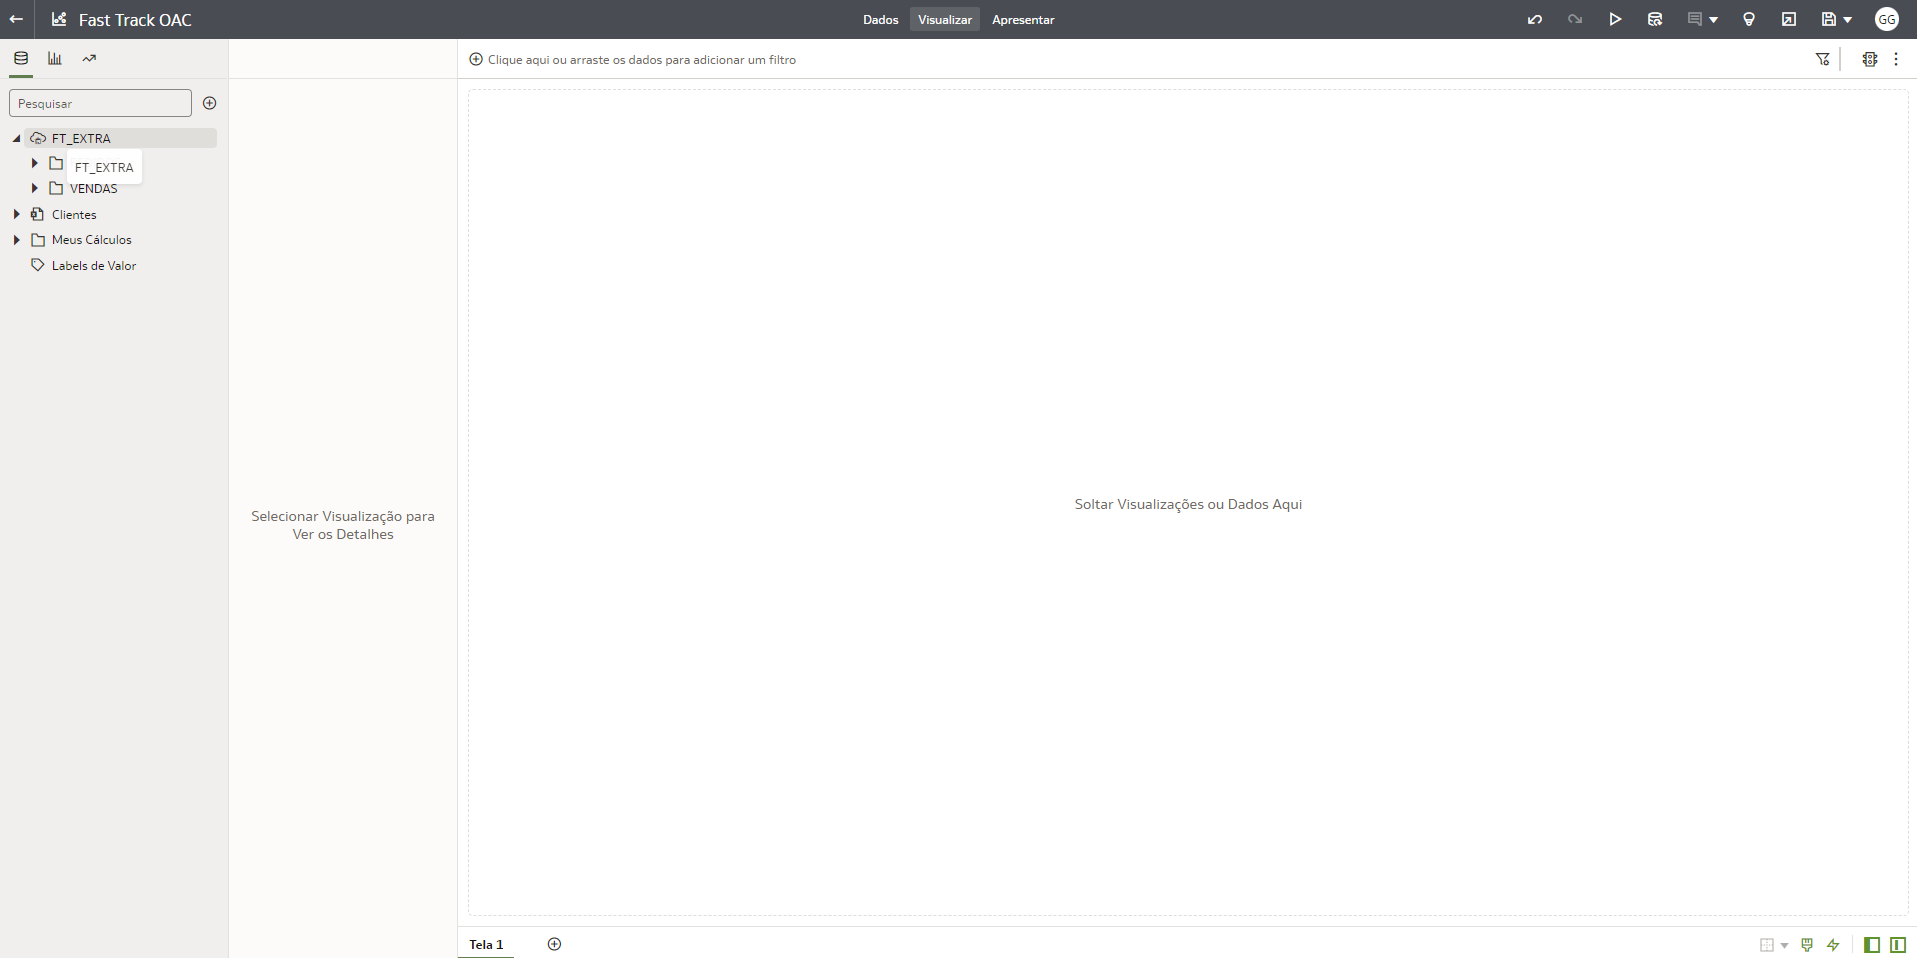 Fast Track OAC
Dados
Visualizar
Apresentar
GG
Clique aqui ou arraste os dados para adicionar um filtro
Pesquisar
FT_EXTRA
FT_EXTRA
VENDAS
Clientes
Meus Cálculos
Labels de Valor
Selecionar Visualização para
Ver os Detalhes
Soltar Visualizações ou Dados Aqui
Tela 1